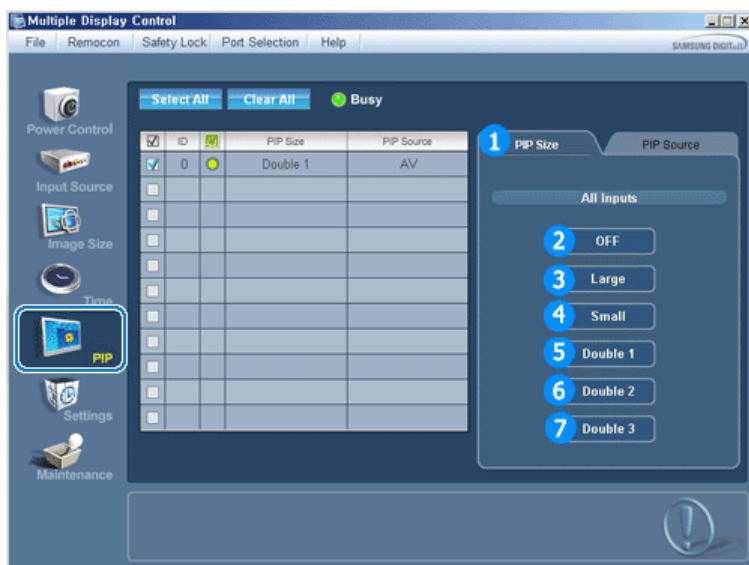 Multiple Display Control
File Remocon Safety Lock Port Selection Help
SAMSUNG DIGITall
Select All Clear All Busy
Power Control
Input Source
Image Size
Time
PIP
Settings
Maintenance
ID PIP Size PIP Source
0 Double 1 AV
1 PIP Size PIP Source
All Inputs
2 OFF
3 Large
4 Small
5 Double 1
6 Double 2
7 Double 3